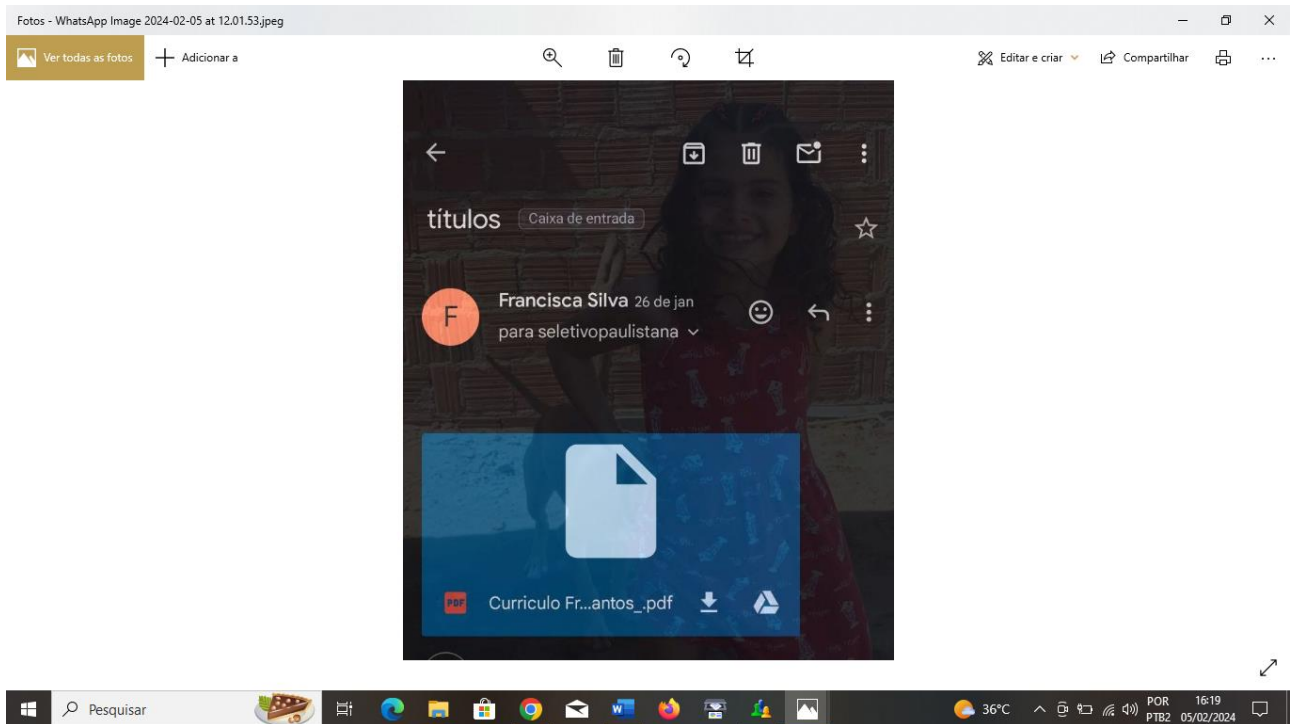 Fotos - WhatsApp Image 2024-02-05 at 12.01.53.jpeg
Ver todas as fotos
Adicionar a
Editar e criar
Compartilhar
títulos
Caixa de entrada
F
Francisca Silva 26 de jan
para seletivopaulistana
PDF
Curriculo Fr...antos_.pdf
Pesquisar
36°C
POR
PTB2
16:19
05/02/2024